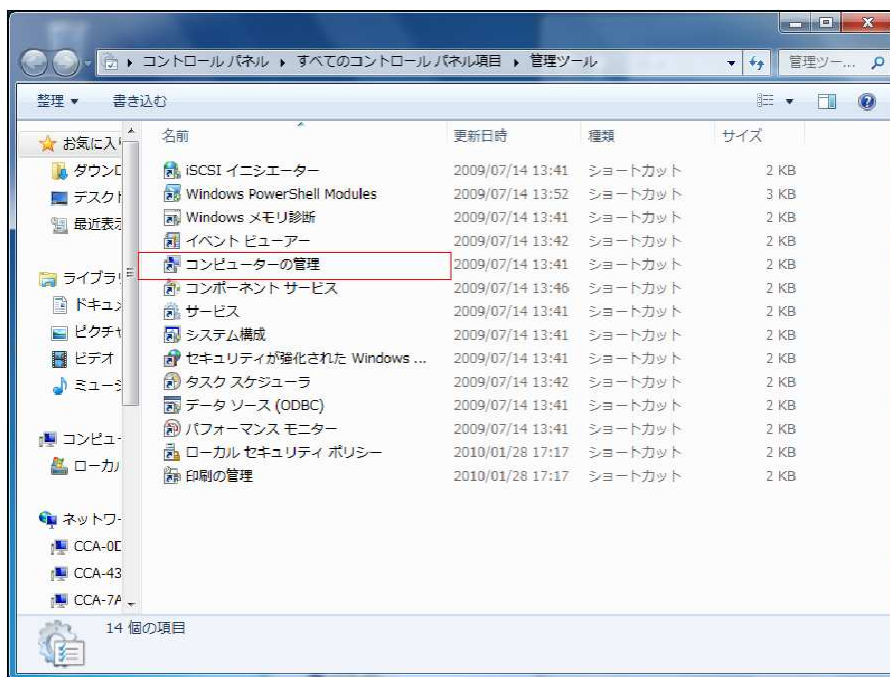 コントロール パネル ▸ すべてのコントロール パネル項目 ▸ 管理ツール
管理ツー...
整理 ▼ 書き込む
名前 更新日時 種類 サイズ
お気に入り
ダウンロ
デスクト
最近表示
ライブラリ
ドキュメ
ピクチャ
ビデオ
ミュージ
コンピュー
ローカル
ネットワー
CCA-0D
CCA-43
CCA-7A
iSCSI イニシエーター 2009/07/14 13:41 ショートカット 2 KB
Windows PowerShell Modules 2009/07/14 13:52 ショートカット 3 KB
Windows メモリ診断 2009/07/14 13:41 ショートカット 2 KB
イベント ビューアー 2009/07/14 13:42 ショートカット 2 KB
コンピューターの管理 2009/07/14 13:41 ショートカット 2 KB
コンポーネント サービス 2009/07/14 13:46 ショートカット 2 KB
サービス 2009/07/14 13:41 ショートカット 2 KB
システム構成 2009/07/14 13:41 ショートカット 2 KB
セキュリティが強化された Windows ... 2009/07/14 13:41 ショートカット 2 KB
タスク スケジューラ 2009/07/14 13:42 ショートカット 2 KB
データ ソース (ODBC) 2009/07/14 13:41 ショートカット 2 KB
パフォーマンス モニター 2009/07/14 13:41 ショートカット 2 KB
ローカル セキュリティ ポリシー 2010/01/28 17:17 ショートカット 2 KB
印刷の管理 2010/01/28 17:17 ショートカット 2 KB
14 個の項目